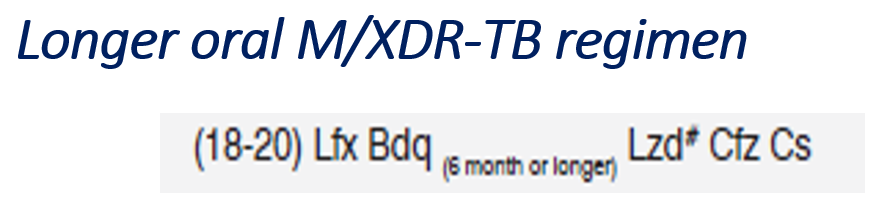 Longer oral M/XDR-TB regimen
(18-20) Lfx Bdq (6 month or longer) Lzd# Cfz Cs